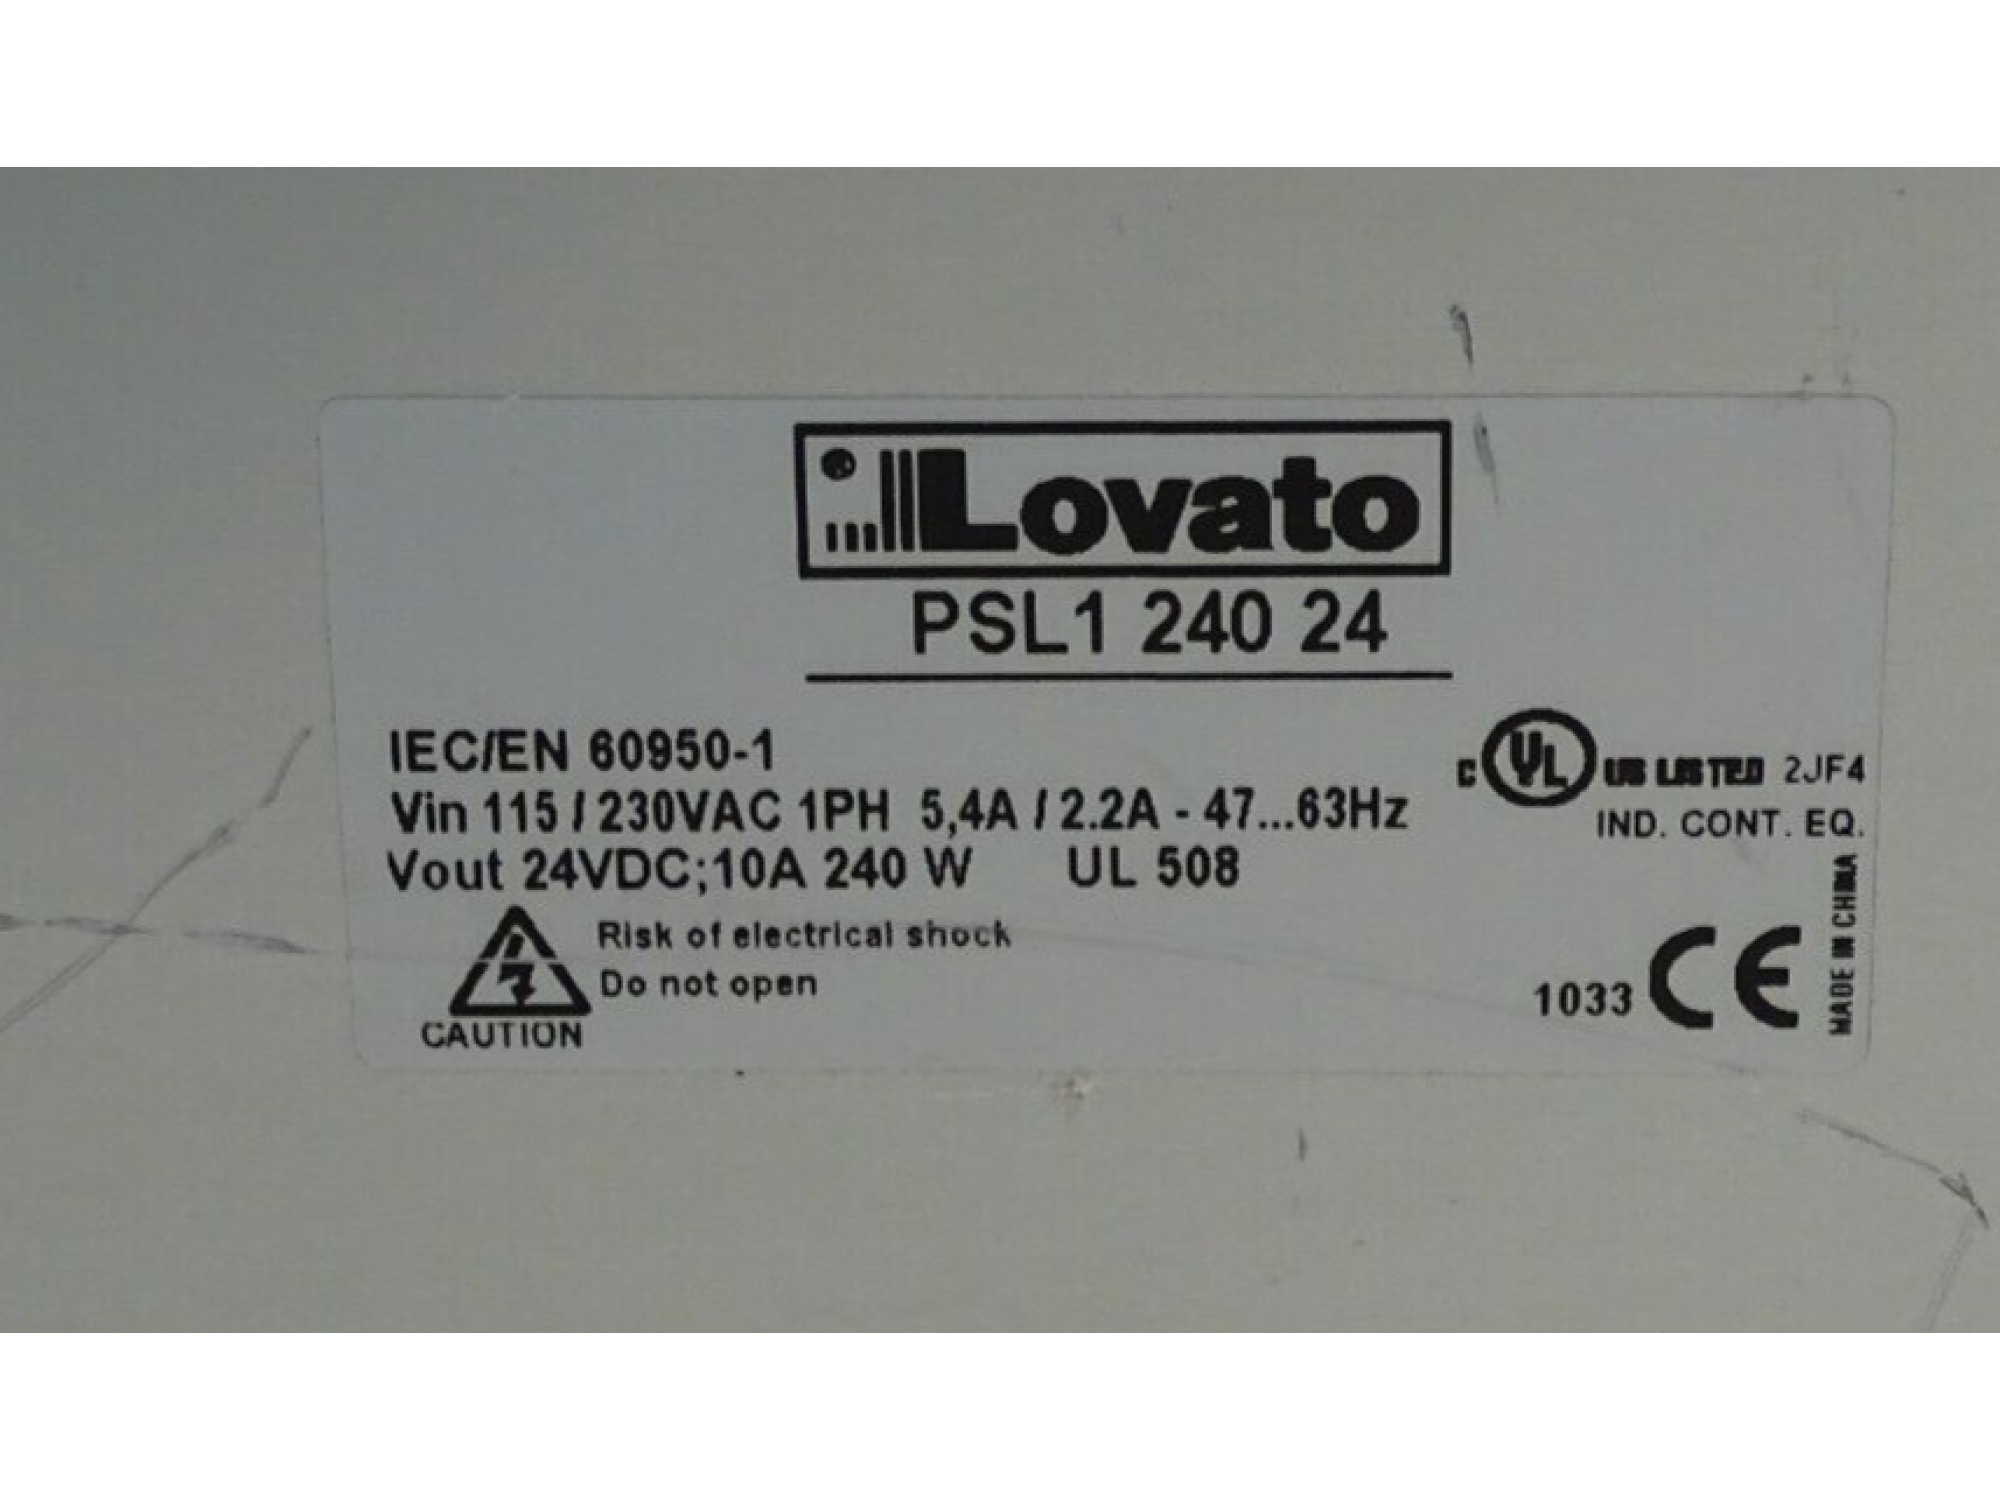 Lovato
PSL1 240 24
IEC/EN 60950-1
Vin 115 / 230VAC 1PH 5,4A / 2.2A - 47...63Hz
Vout 24VDC;10A 240 W UL 508
C UL US LISTED 2JF4
IND. CONT. EQ.
Risk of electrical shock
Do not open
CAUTION
1033 CE
MADE IN CHINA